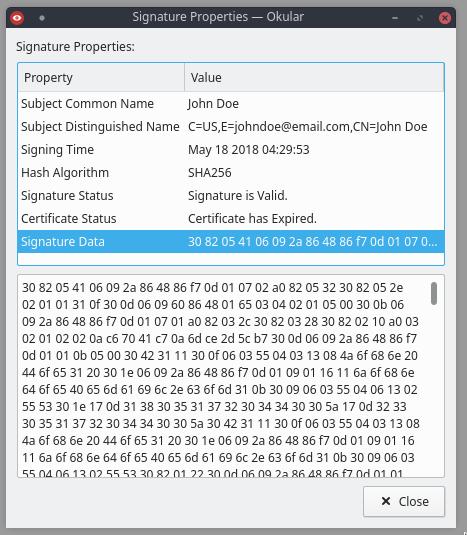 Signature Properties — Okular
Signature Properties:
Property Value
Subject Common Name John Doe
Subject Distinguished Name C=US,E=johndoe@email.com,CN=John Doe
Signing Time May 18 2018 04:29:53
Hash Algorithm SHA256
Signature Status Signature is Valid.
Certificate Status Certificate has Expired.
Signature Data 30 82 05 41 06 09 2a 86 48 86 f7 0d 01 07 0...
30 82 05 41 06 09 2a 86 48 86 f7 0d 01 07 02 a0 82 05 32 30 82 05 2e
02 01 01 31 0f 30 0d 06 09 60 86 48 01 65 03 04 02 01 05 00 30 0b 06
09 2a 86 48 86 f7 0d 01 07 01 a0 82 03 2c 30 82 03 28 30 82 02 10 a0 03
02 01 02 02 0a c6 70 41 c7 0a 6d ce 2d 5c b7 30 0d 06 09 2a 86 48 86 f7
0d 01 01 0b 05 00 30 42 31 11 30 0f 06 03 55 04 03 13 08 4a 6f 68 6e 20
44 6f 65 31 20 30 1e 06 09 2a 86 48 86 f7 0d 01 09 01 16 11 6a 6f 68 6e
64 6f 65 40 65 6d 61 69 6c 2e 63 6f 6d 31 0b 30 09 06 03 55 04 06 13 02
55 53 30 1e 17 0d 31 38 30 35 31 37 32 30 34 34 30 30 5a 17 0d 32 33
30 35 31 37 32 30 34 34 30 30 5a 30 42 31 11 30 0f 06 03 55 04 03 13 08
4a 6f 68 6e 20 44 6f 65 31 20 30 1e 06 09 2a 86 48 86 f7 0d 01 09 01 16
11 6a 6f 68 6e 64 6f 65 40 65 6d 61 69 6c 2e 63 6f 6d 31 0b 30 09 06 03
55 04 06 13 02 55 53 30 82 01 22 30 0d 06 09 2a 86 48 86 f7 0d 01 01
Close